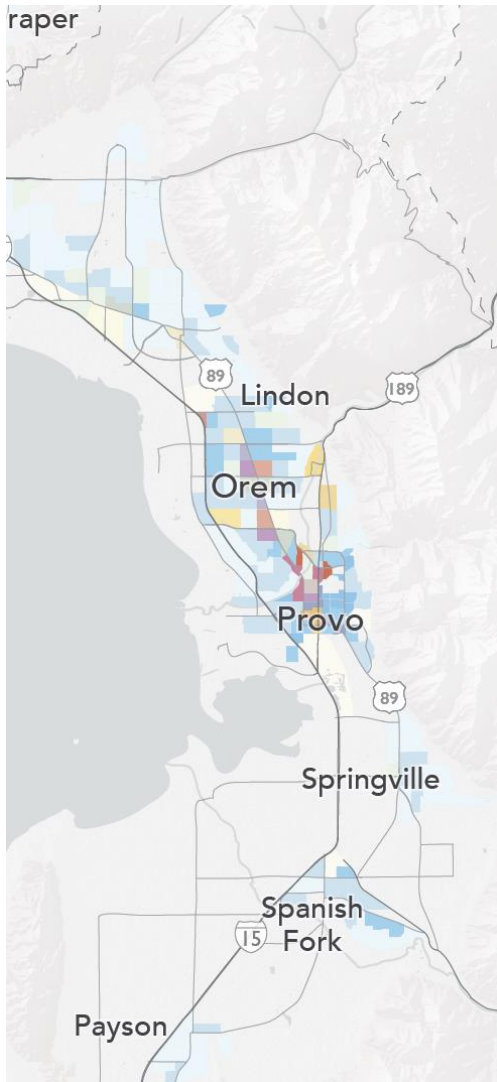 raper
89
Lindon
189
Orem
Provo
89
Springville
Spanish
Fork
15
Payson